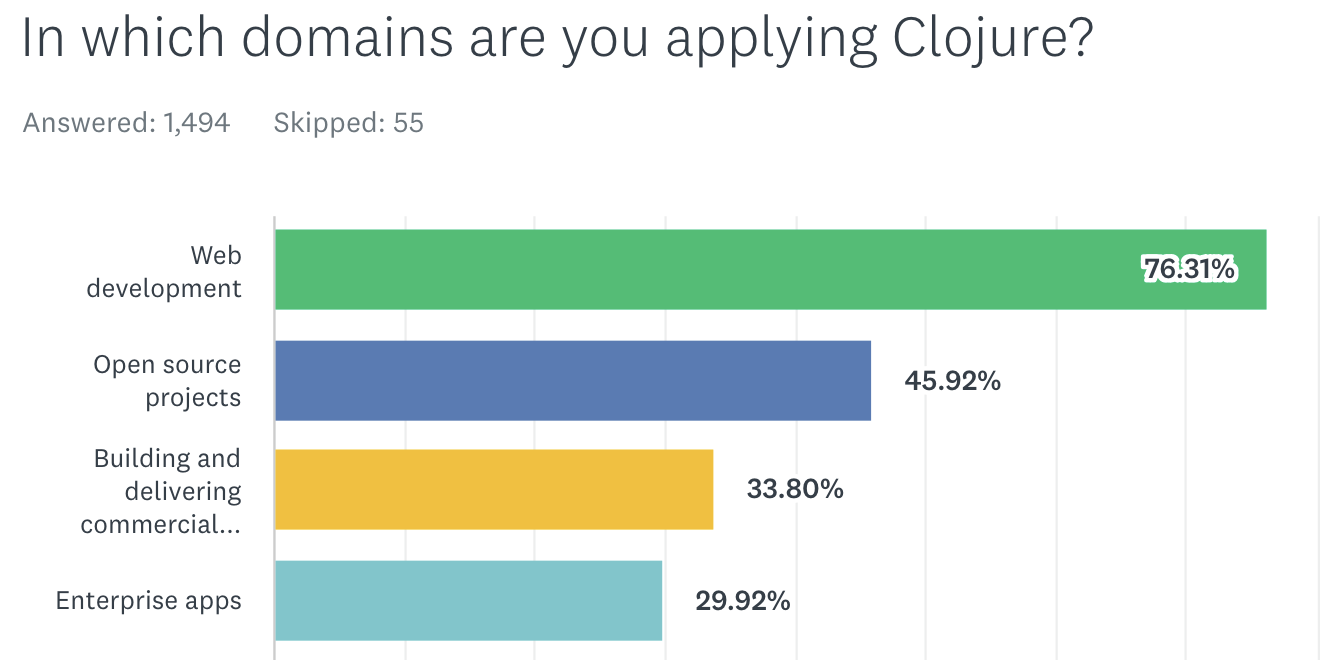 In which domains are you applying Clojure?
Answered: 1,494 Skipped: 55
Web
development
76.31%
Open source
projects
45.92%
Building and
delivering
commercial...
33.80%
Enterprise apps
29.92%